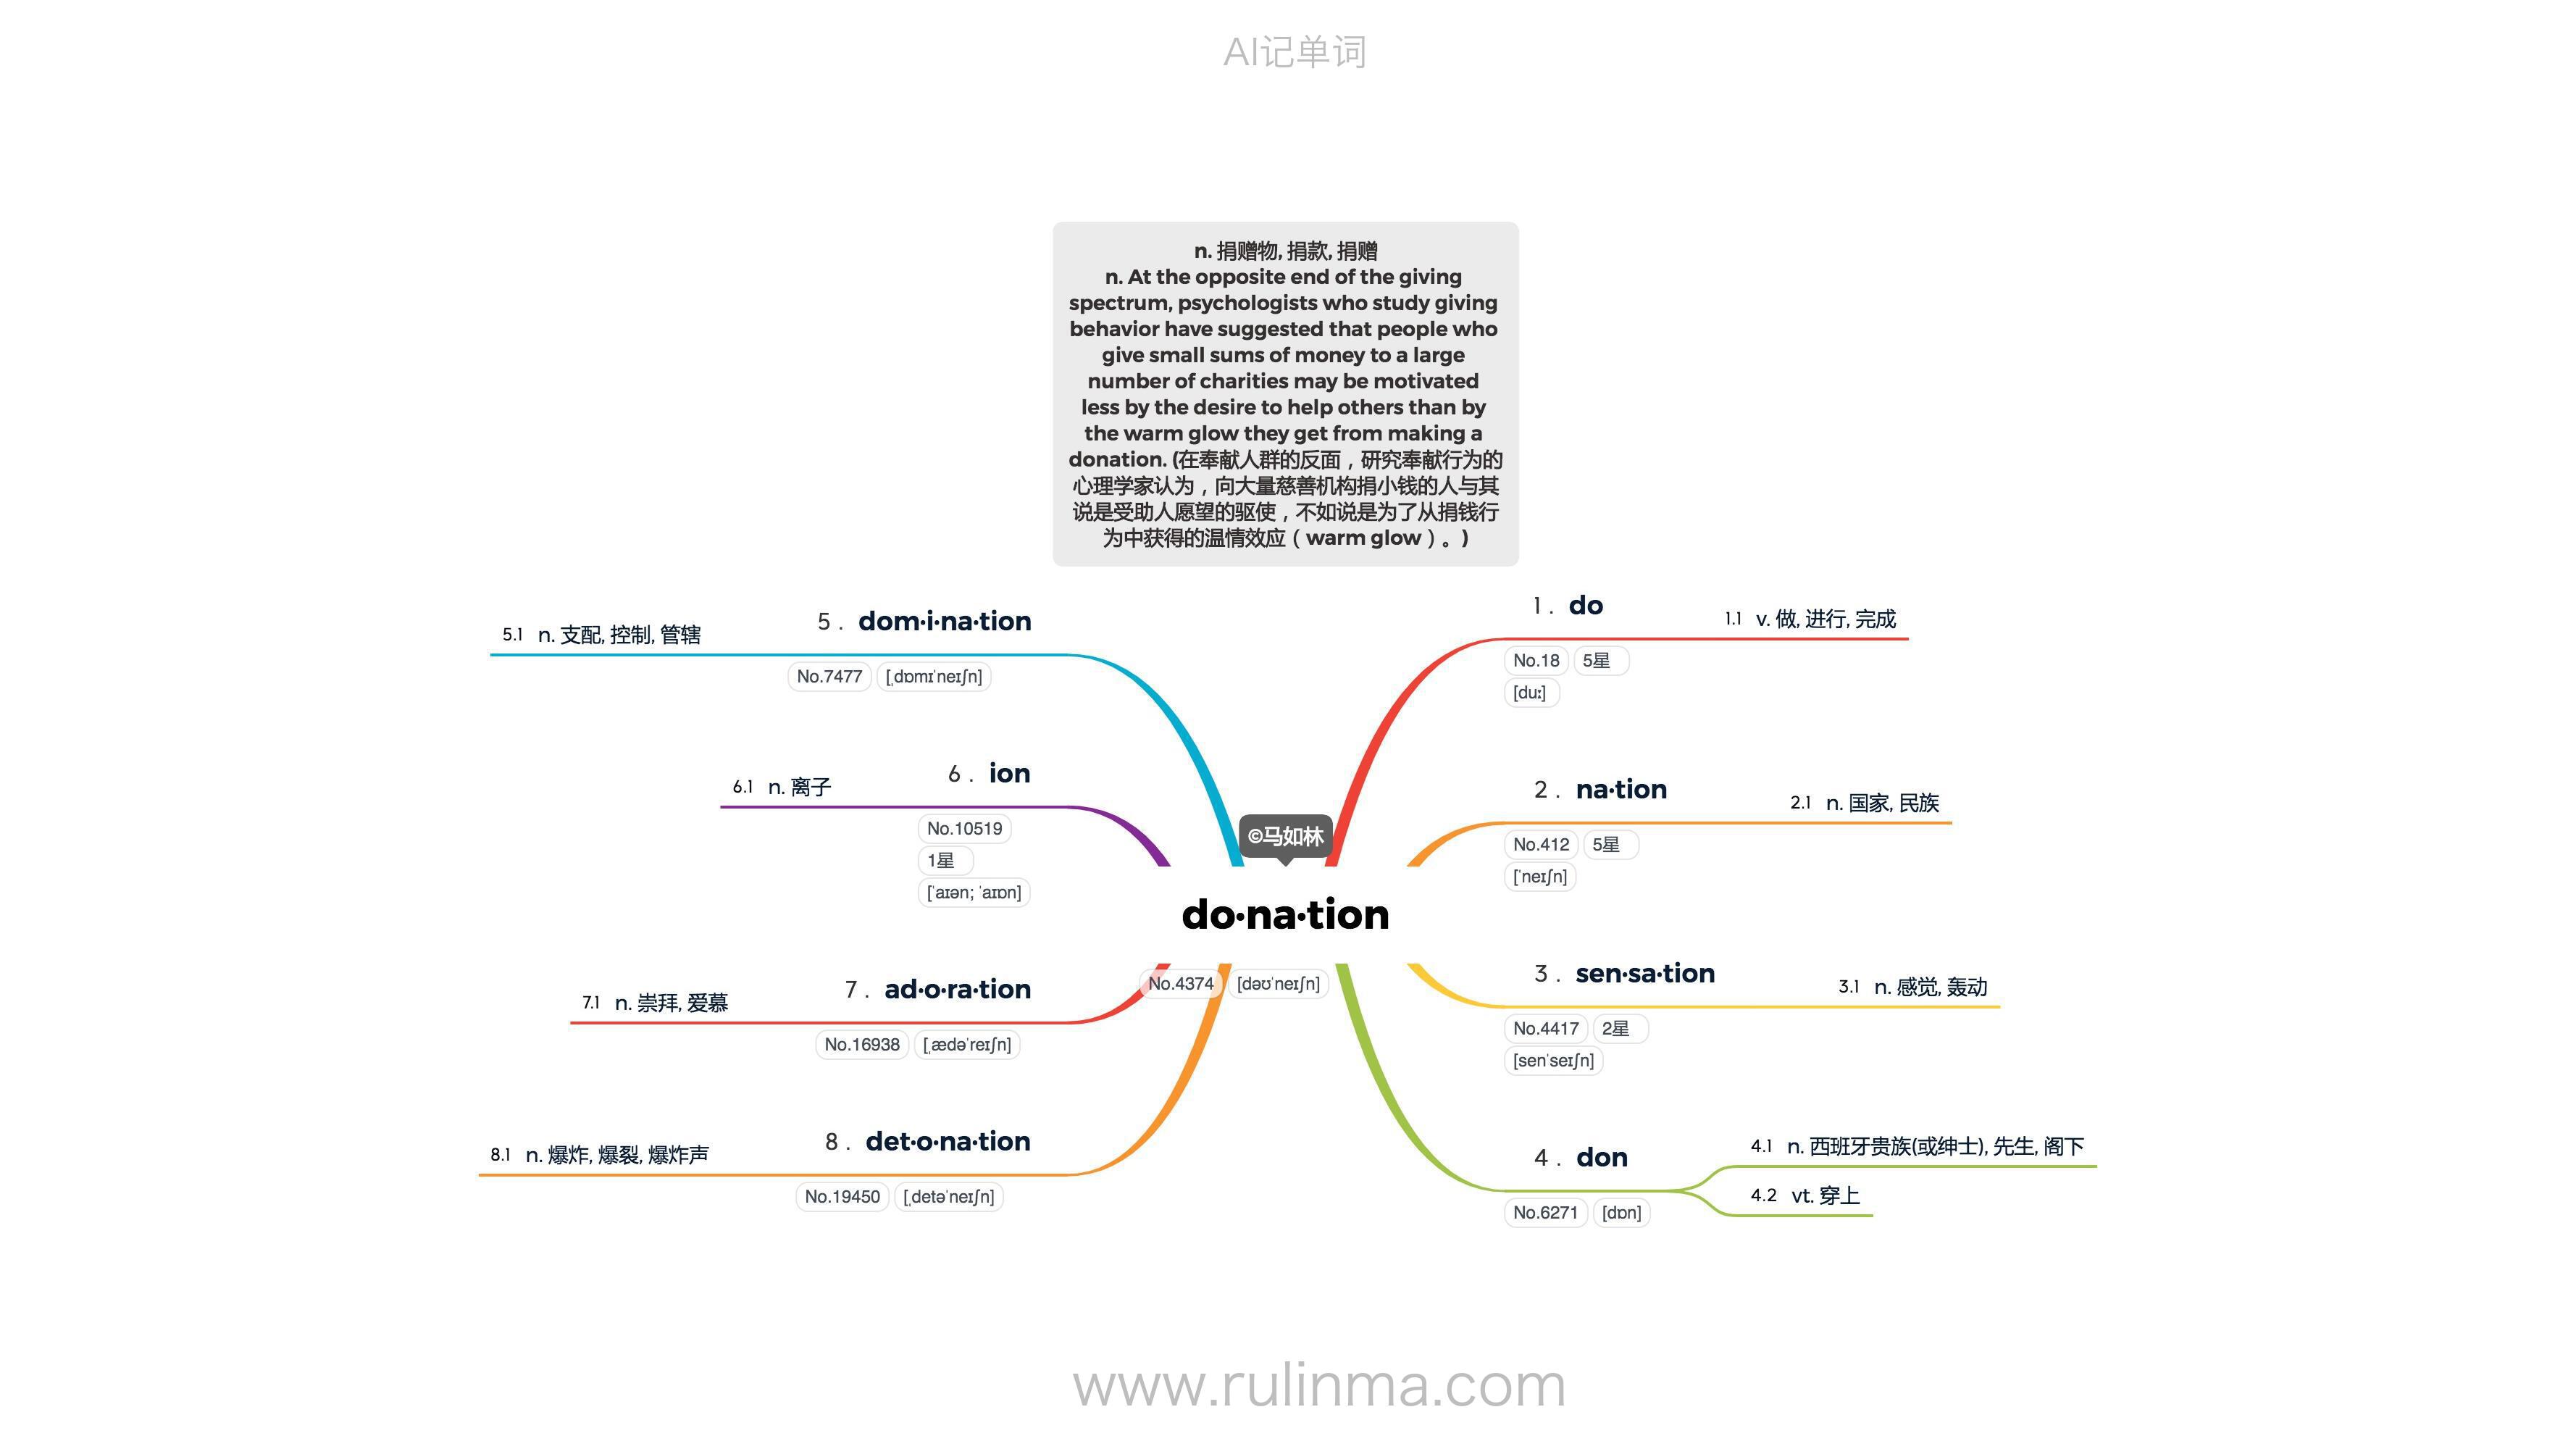 AI记单词
n. 捐赠物, 捐款, 捐赠
n. At the opposite end of the giving
spectrum, psychologists who study giving
behavior have suggested that people who
give small sums of money to a large
number of charities may be motivated
less by the desire to help others than by
the warm glow they get from making a
donation. (在奉献人群的反面，研究奉献行为的
心理学家认为，向大量慈善机构捐小钱的人与其
说是受助人愿望的驱使，不如说是为了从捐钱行
为中获得的温情效应（warm glow）。)
©马如林
do·na·tion
No.4374 [dəʊˈneɪʃn]
1. do
1.1 v. 做, 进行, 完成
No.18 5星
[duː]
2. na·tion
2.1 n. 国家, 民族
No.412 5星
[ˈneɪʃn]
3. sen·sa·tion
3.1 n. 感觉, 轰动
No.4417 2星
[senˈseɪʃn]
4. don
4.1 n. 西班牙贵族(或绅士), 先生, 阁下
4.2 vt. 穿上
No.6271 [dɒn]
5. dom·i·na·tion
5.1 n. 支配, 控制, 管辖
No.7477 [ˌdɒmɪˈneɪʃn]
6. ion
6.1 n. 离子
No.10519
1星
[ˈaɪən; ˈaɪɒn]
7. ad·o·ra·tion
7.1 n. 崇拜, 爱慕
No.16938 [ˌædəˈreɪʃn]
8. det·o·na·tion
8.1 n. 爆炸, 爆裂, 爆炸声
No.19450 [ˌdetəˈneɪʃn]
www.rulinma.com